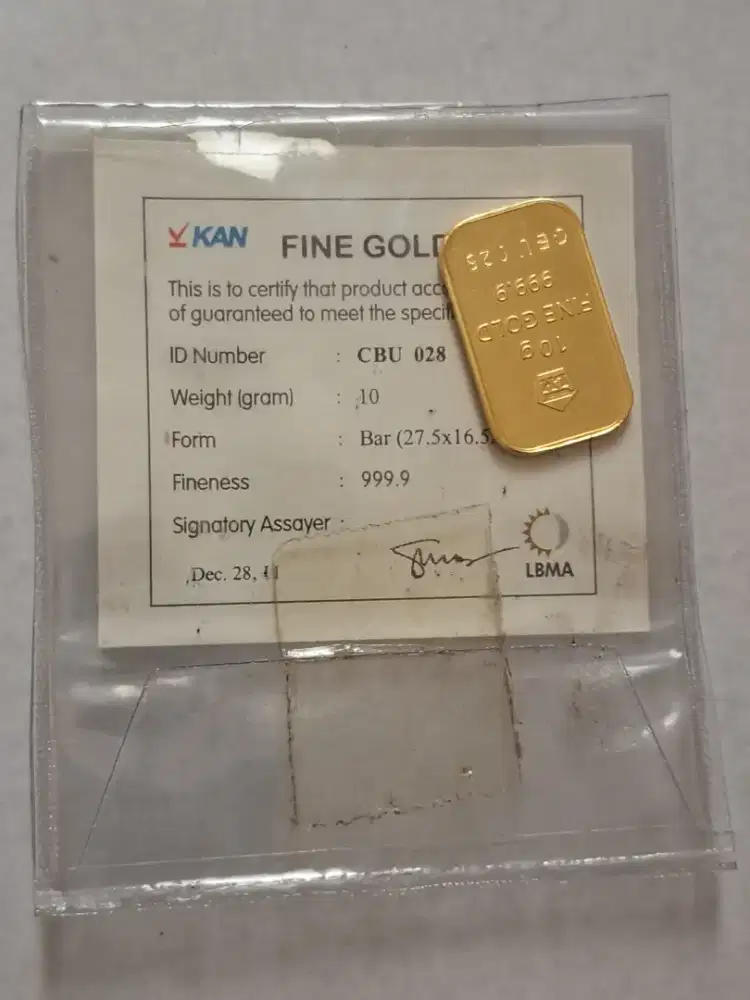 KAN
FINE GOLD
This is to certify that product acc
of guaranteed to meet the specif
ID Number : CBU 028
Weight (gram) : 10
Form : Bar (27.5x16.5
Fineness : 999.9
Signatory Assayer :
Dec. 28,
LBMA
10g
FINE GOLD
999.9
CBU 028